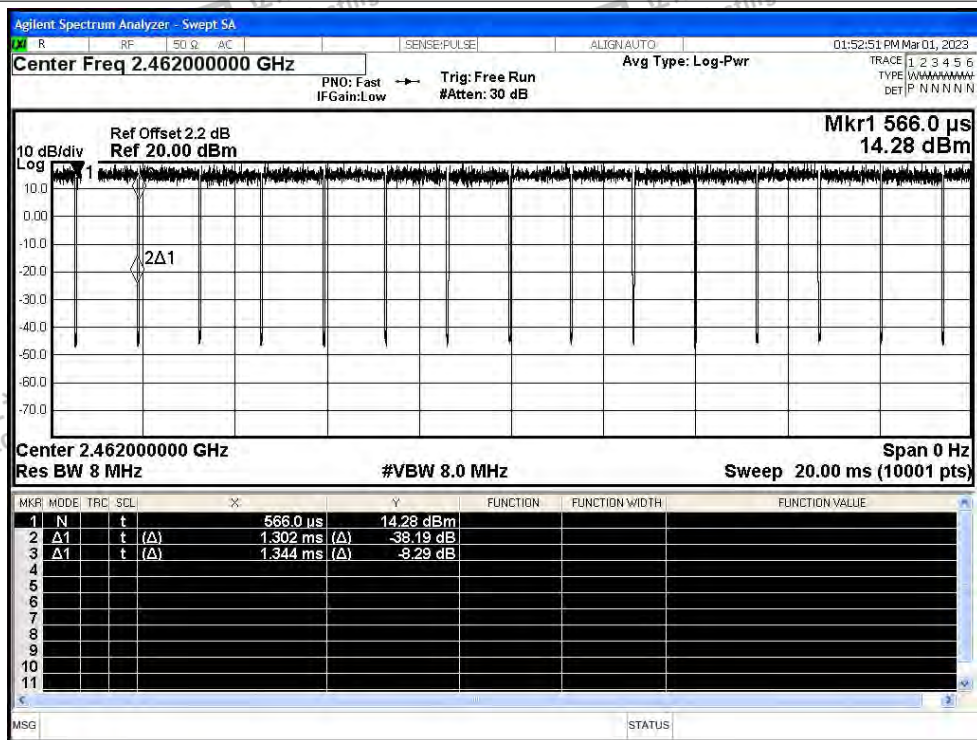 Agilent Spectrum Analyzer - Swept SA
R RF 50 Ω AC SENSE:PULSE ALIGN AUTO 01:52:51 PM Mar 01, 2023
Center Freq 2.462000000 GHz
PNO: Fast
IFGain:Low
Trig: Free Run
#Atten: 30 dB
Avg Type: Log-Pwr
TRACE 1 2 3 4 5 6
TYPE WWWWWW
DET P N N N N N
Mkr1 566.0 µs
14.28 dBm
Ref Offset 2.2 dB
10 dB/div Ref 20.00 dBm
Log
1
10.0
0.00
-10.0
2Δ1
-20.0
-30.0
-40.0
-50.0
-60.0
-70.0
Center 2.462000000 GHz Span 0 Hz
Res BW 8 MHz #VBW 8.0 MHz Sweep 20.00 ms (10001 pts)
MKR MODE TRC SCL X Y FUNCTION FUNCTION WIDTH FUNCTION VALUE
1 N t 566.0 µs 14.28 dBm
2 Δ1 t (Δ) 1.302 ms (Δ) -38.19 dB
3 Δ1 t (Δ) 1.344 ms (Δ) -8.29 dB
4
5
6
7
8
9
10
11
MSG STATUS